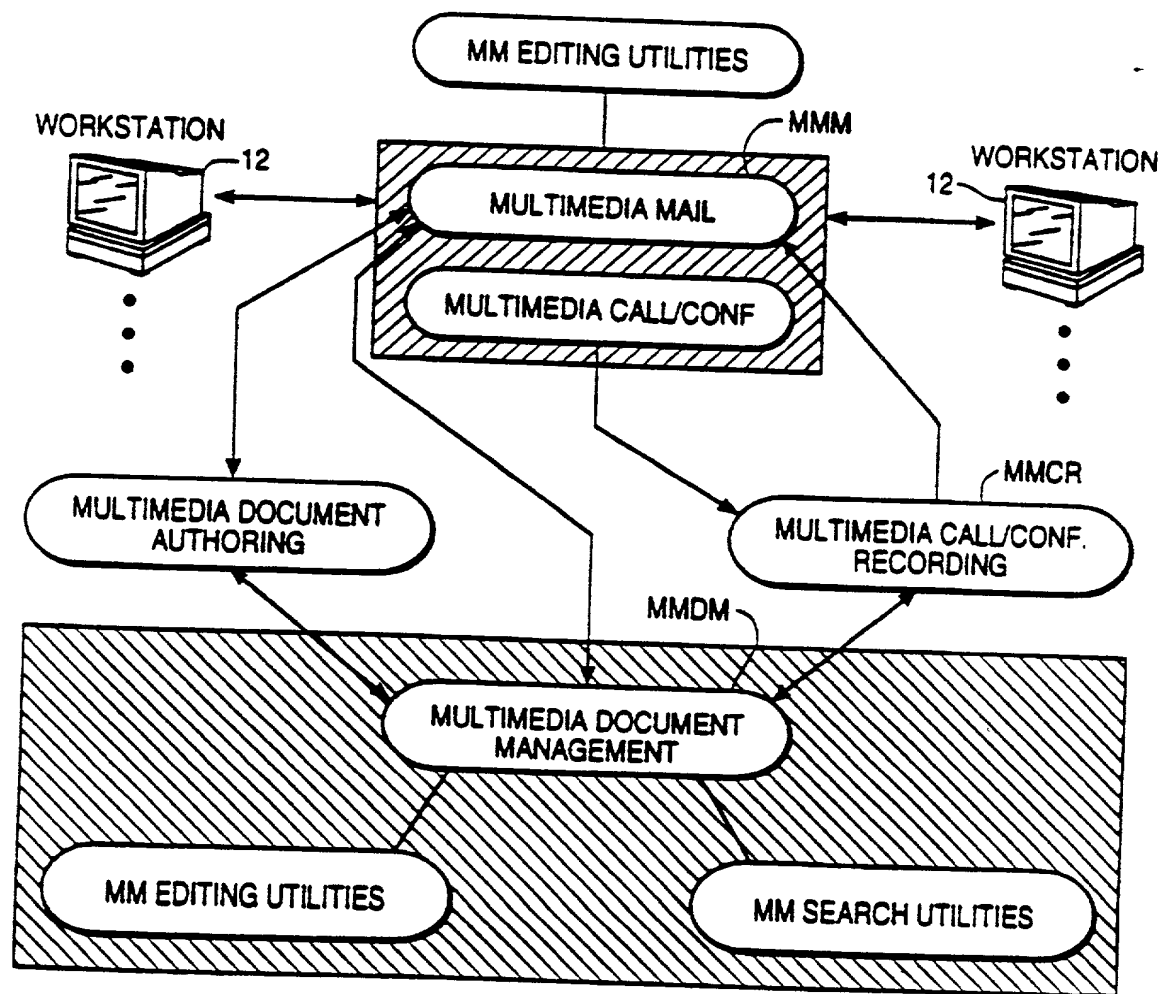 MM EDITING UTILITIES
WORKSTATION
12
MMM
WORKSTATION
12
MULTIMEDIA MAIL
MULTIMEDIA CALL/CONF
MULTIMEDIA DOCUMENT
AUTHORING
MMCR
MULTIMEDIA CALL/CONF.
RECORDING
MMDM
MULTIMEDIA DOCUMENT
MANAGEMENT
MM EDITING UTILITIES
MM SEARCH UTILITIES